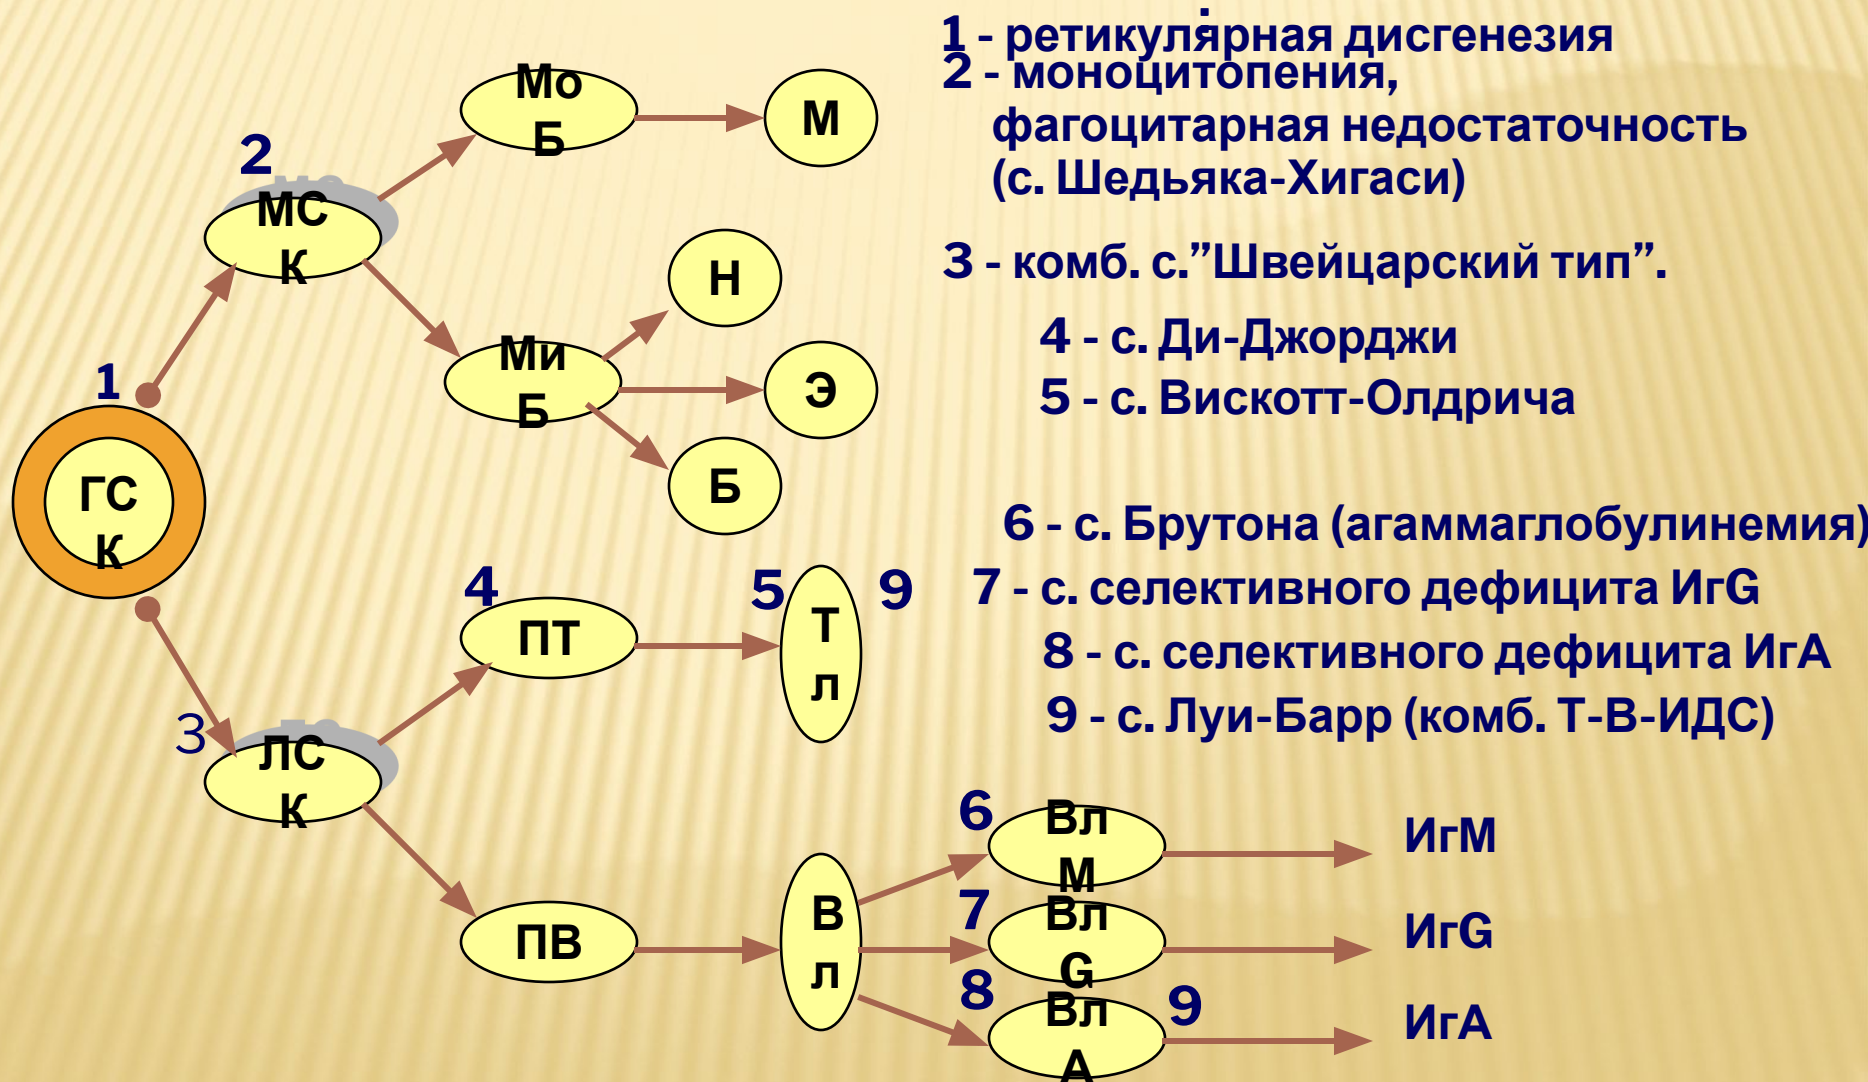 1 - ретикулярная дисгенезия
2 - моноцитопения,
фагоцитарная недостаточность
(с. Шедьяка-Хигаси)
3 - комб. с.”Швейцарский тип”.
4 - с. Ди-Джорджи
5 - с. Вискотт-Олдрича
6 - с. Брутона (агаммаглобулинемия)
7 - с. селективного дефицита ИгG
8 - с. селективного дефицита ИгА
9 - с. Луи-Барр (комб. Т-В-ИДС)
Мо
Б
М
2
МС
К
Н
Ми
Б
Э
Б
1
ГС
К
4
ПТ
5
Т
л
9
3
ЛС
К
ПВ
В
л
6
Вл
М
ИгМ
7
Вл
G
ИгG
8
Вл
А
9
ИгА